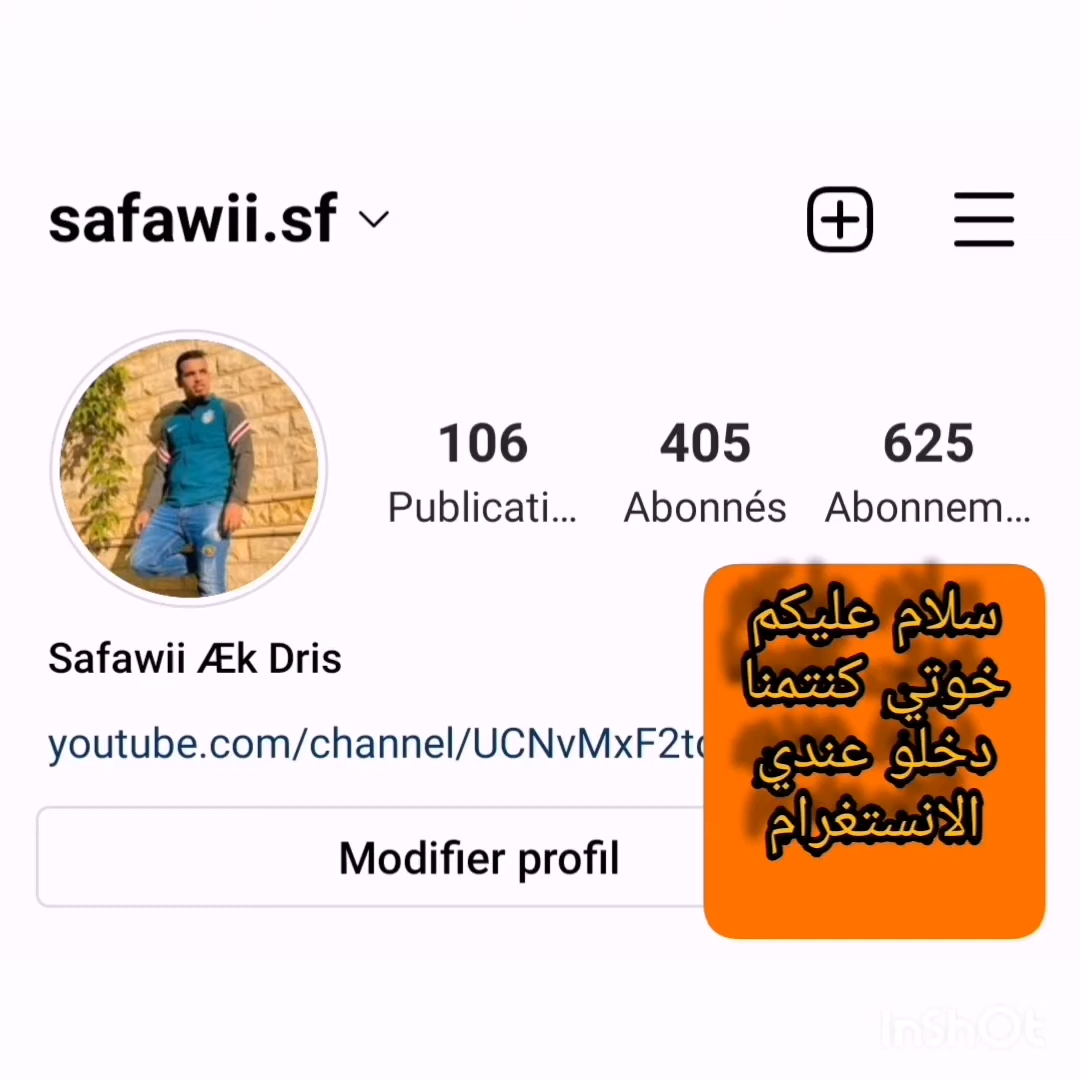 safawii.sf
106 405 625
Publicati... Abonnés Abonnem...
Safawii Æk Dris
youtube.com/channel/UCNvMxF2t
Modifier profil
سلام عليكم
خوتي كنتمنا
دخلو عندي
الانستغرام
InShOt